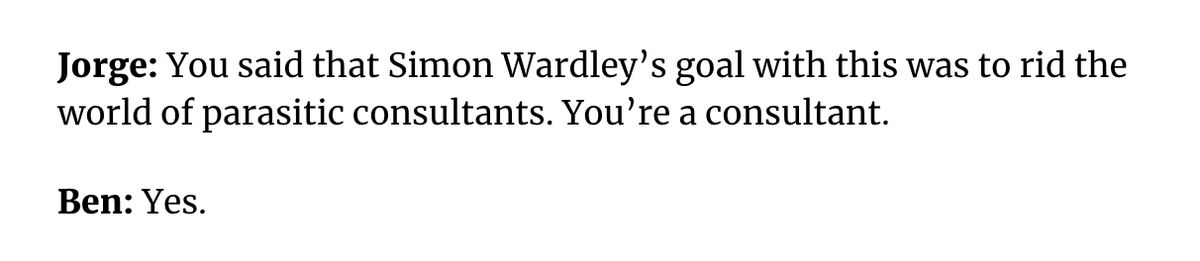 Jorge: You said that Simon Wardley’s goal with this was to rid the
world of parasitic consultants. You’re a consultant.
Ben: Yes.